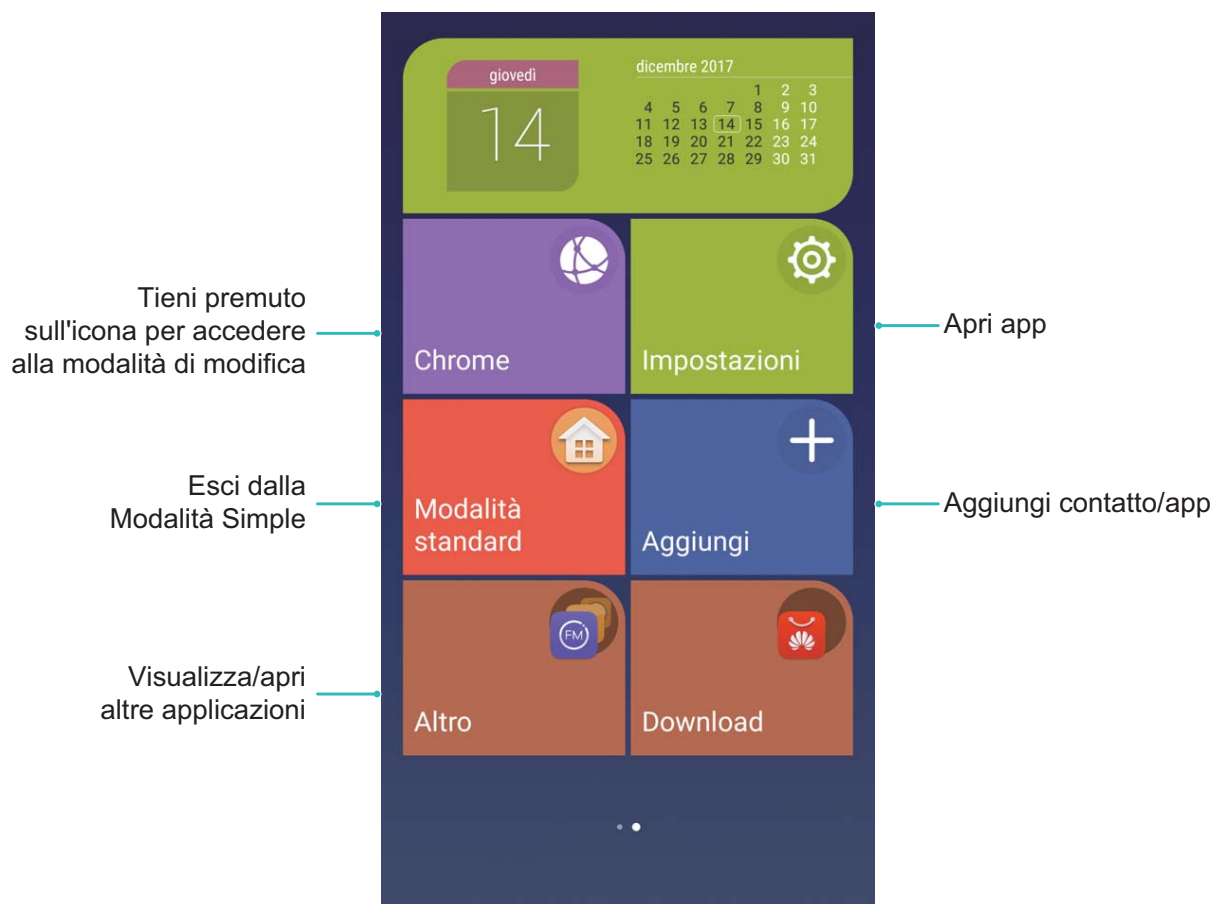 giovedì
14
dicembre 2017
1 2 3
4 5 6 7 8 9 10
11 12 13 14 15 16 17
18 19 20 21 22 23 24
25 26 27 28 29 30 31
Tieni premuto
sull'icona per accedere
alla modalità di modifica
Chrome
Impostazioni
Apri app
Esci dalla
Modalità Simple
Modalità
standard
Aggiungi
Aggiungi contatto/app
Visualizza/apri
altre applicazioni
FM
Altro
Download